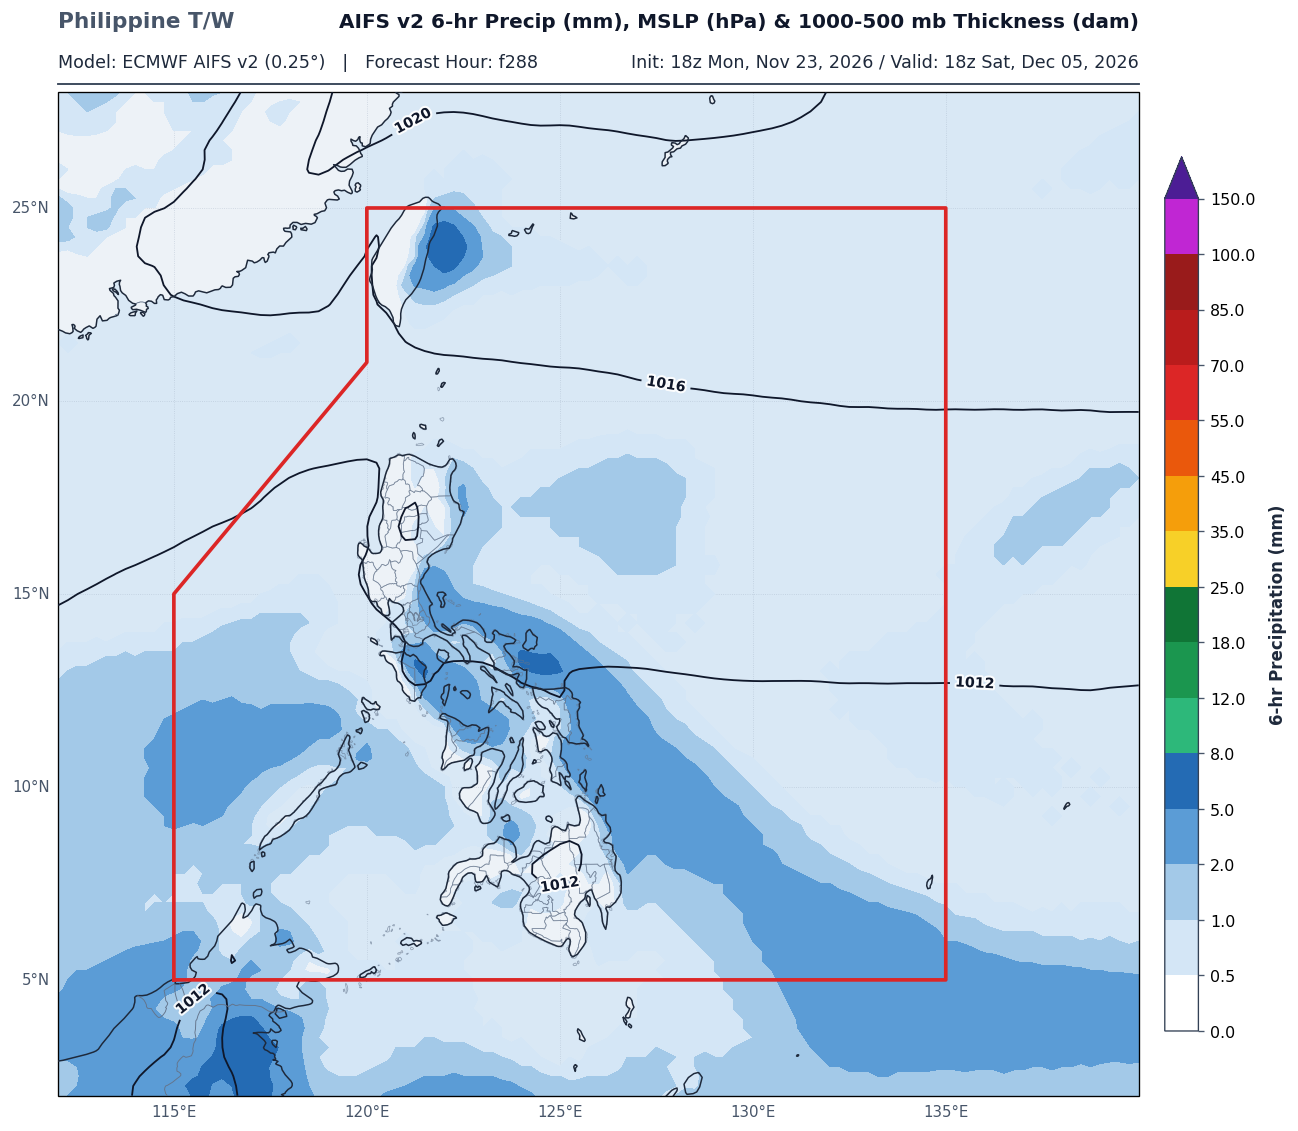 Philippine T/W
AIFS v2 6-hr Precip (mm), MSLP (hPa) & 1000-500 mb Thickness (dam)
Model: ECMWF AIFS v2 (0.25°) | Forecast Hour: f288
Init: 18z Mon, Nov 23, 2026 / Valid: 18z Sat, Dec 05, 2026
1020
25°N
1016
20°N
15°N
1012
10°N
1012
5°N
1012
115°E
120°E
125°E
130°E
135°E
150.0
100.0
85.0
70.0
55.0
45.0
35.0
25.0
18.0
12.0
8.0
5.0
2.0
1.0
0.5
0.0
6-hr Precipitation (mm)